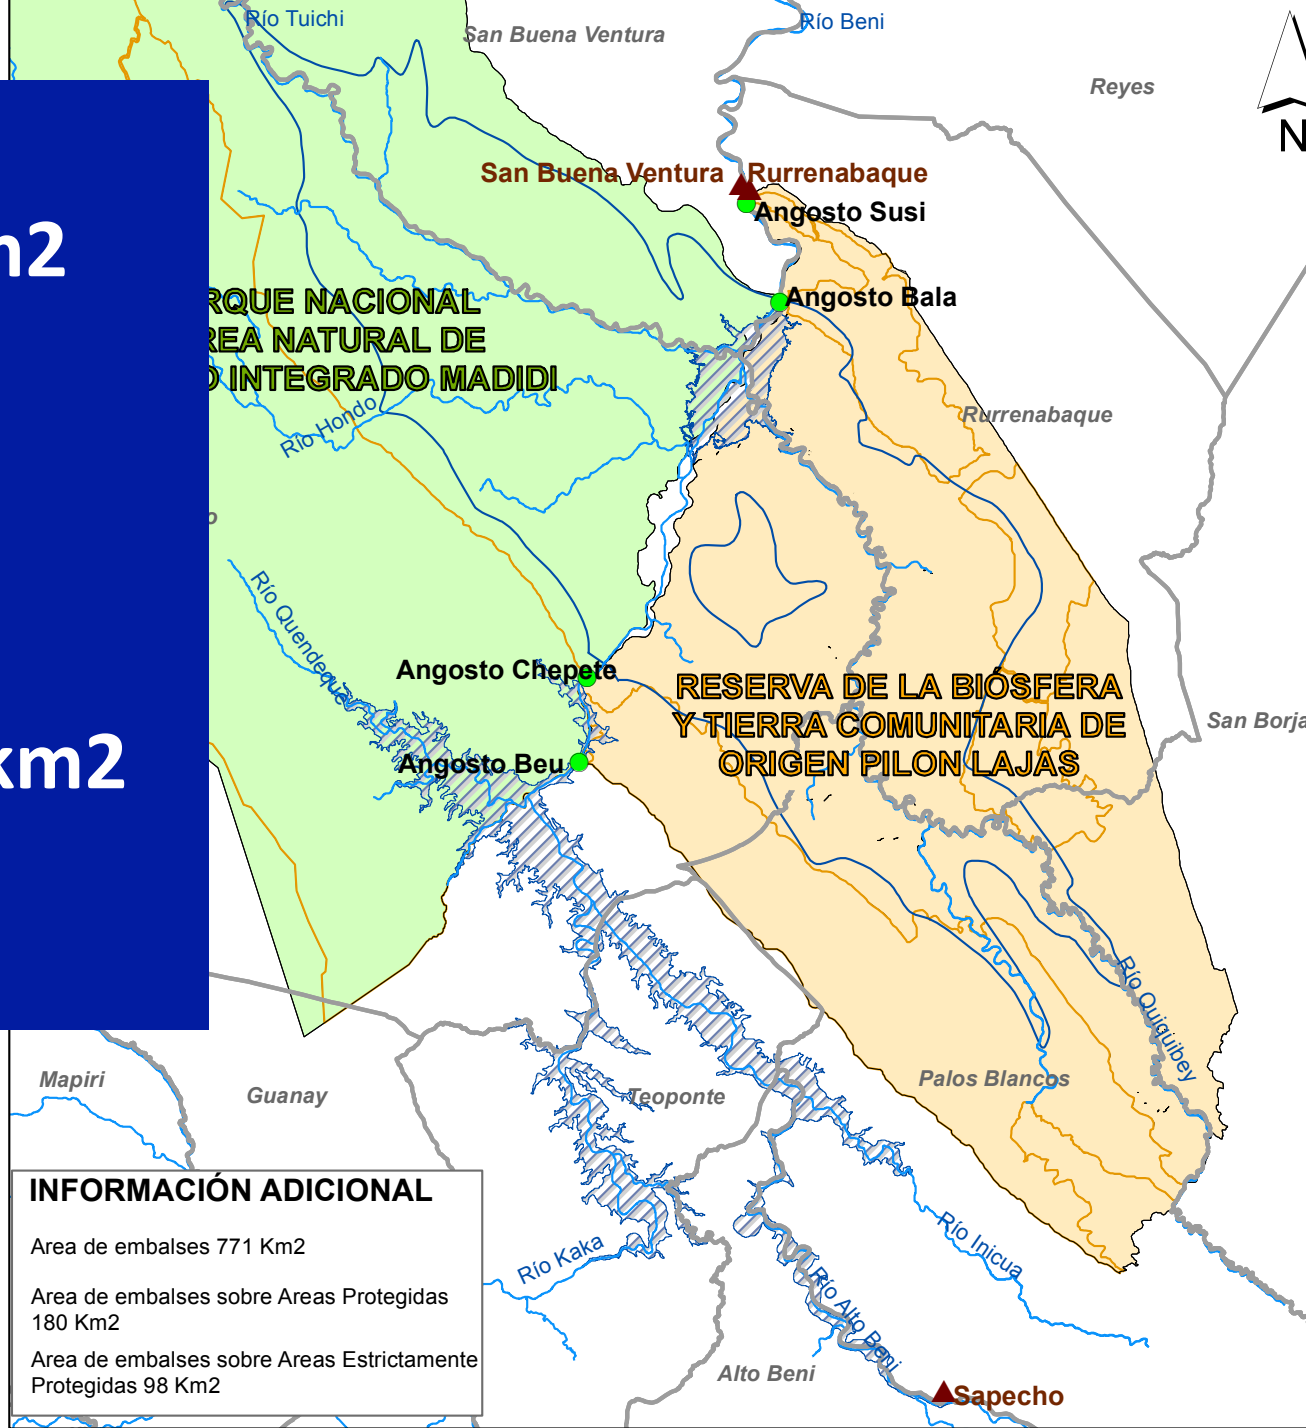 Río Tuichi
San Buena Ventura
Río Beni
Reyes
N
San Buena Ventura
Rurrenabaque
Angosto Susi
m2
Angosto Bala
RQUE NACIONAL
REA NATURAL DE
O INTEGRADO MADIDI
Río Hondo
Rurrenabaque
o
Río Quendeque
Angosto Chepete
RESERVA DE LA BIÓSFERA
Y TIERRA COMUNITARIA DE
ORIGEN PILON LAJAS
San Borja
km2
Angosto Beu
Río Quiquibey
Mapiri
Guanay
Teoponte
Palos Blancos
INFORMACIÓN ADICIONAL
Area de embalses 771 Km2
Area de embalses sobre Areas Protegidas
180 Km2
Area de embalses sobre Areas Estrictamente
Protegidas 98 Km2
Río Kaka
Río Inicua
Río Alto Beni
Alto Beni
Sapecho